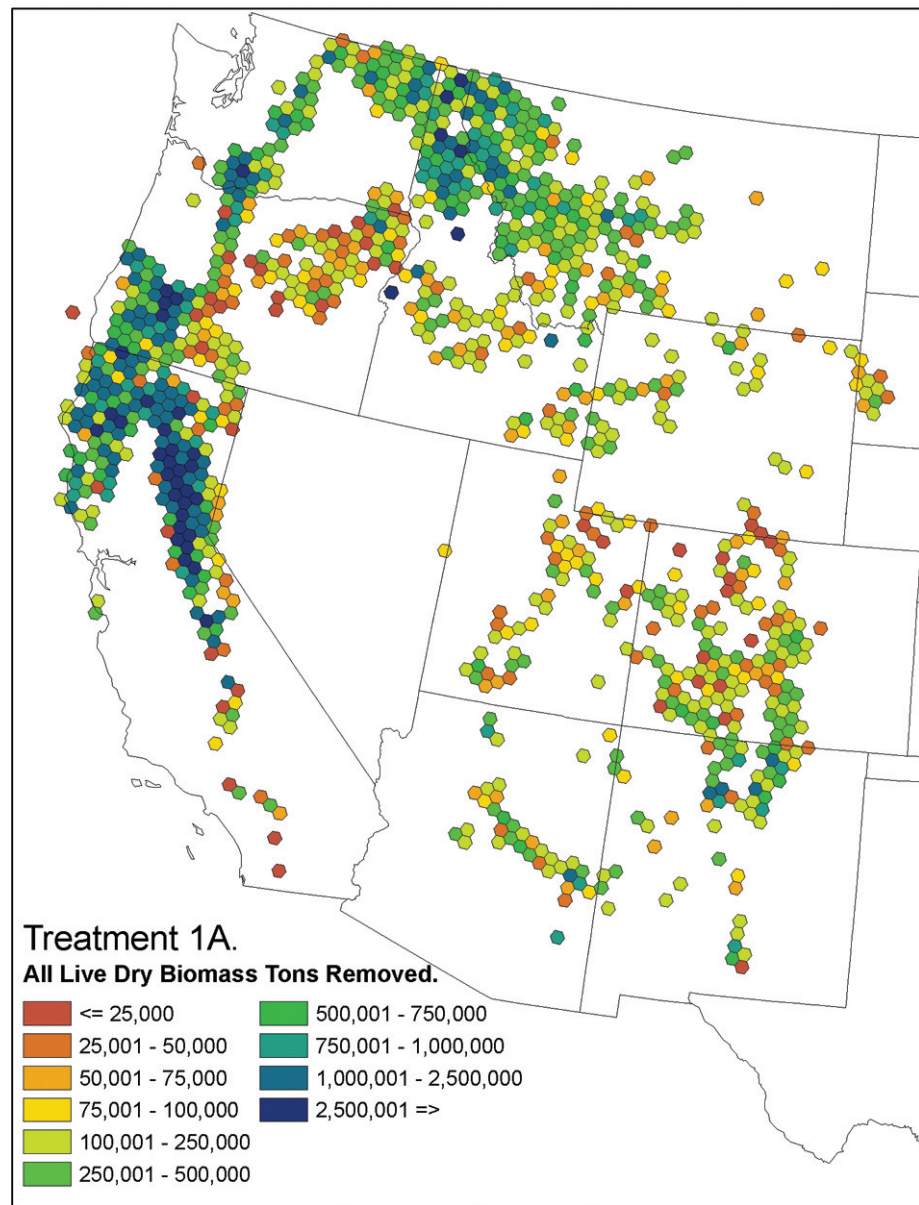 Treatment 1A.
All Live Dry Biomass Tons Removed.
<= 25,000
25,001 - 50,000
50,001 - 75,000
75,001 - 100,000
100,001 - 250,000
250,001 - 500,000
500,001 - 750,000
750,001 - 1,000,000
1,000,001 - 2,500,000
2,500,001 =>